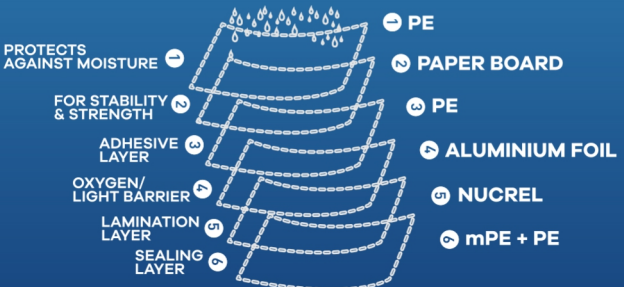 1 PE
PROTECTS
AGAINST MOISTURE 1
2 PAPER BOARD
FOR STABILITY
& STRENGTH 2
3 PE
ADHESIVE
LAYER 3
4 ALUMINIUM FOIL
OXYGEN/
LIGHT BARRIER 4
5 NUCREL
LAMINATION
LAYER 5
6 mPE + PE
SEALING
LAYER 6